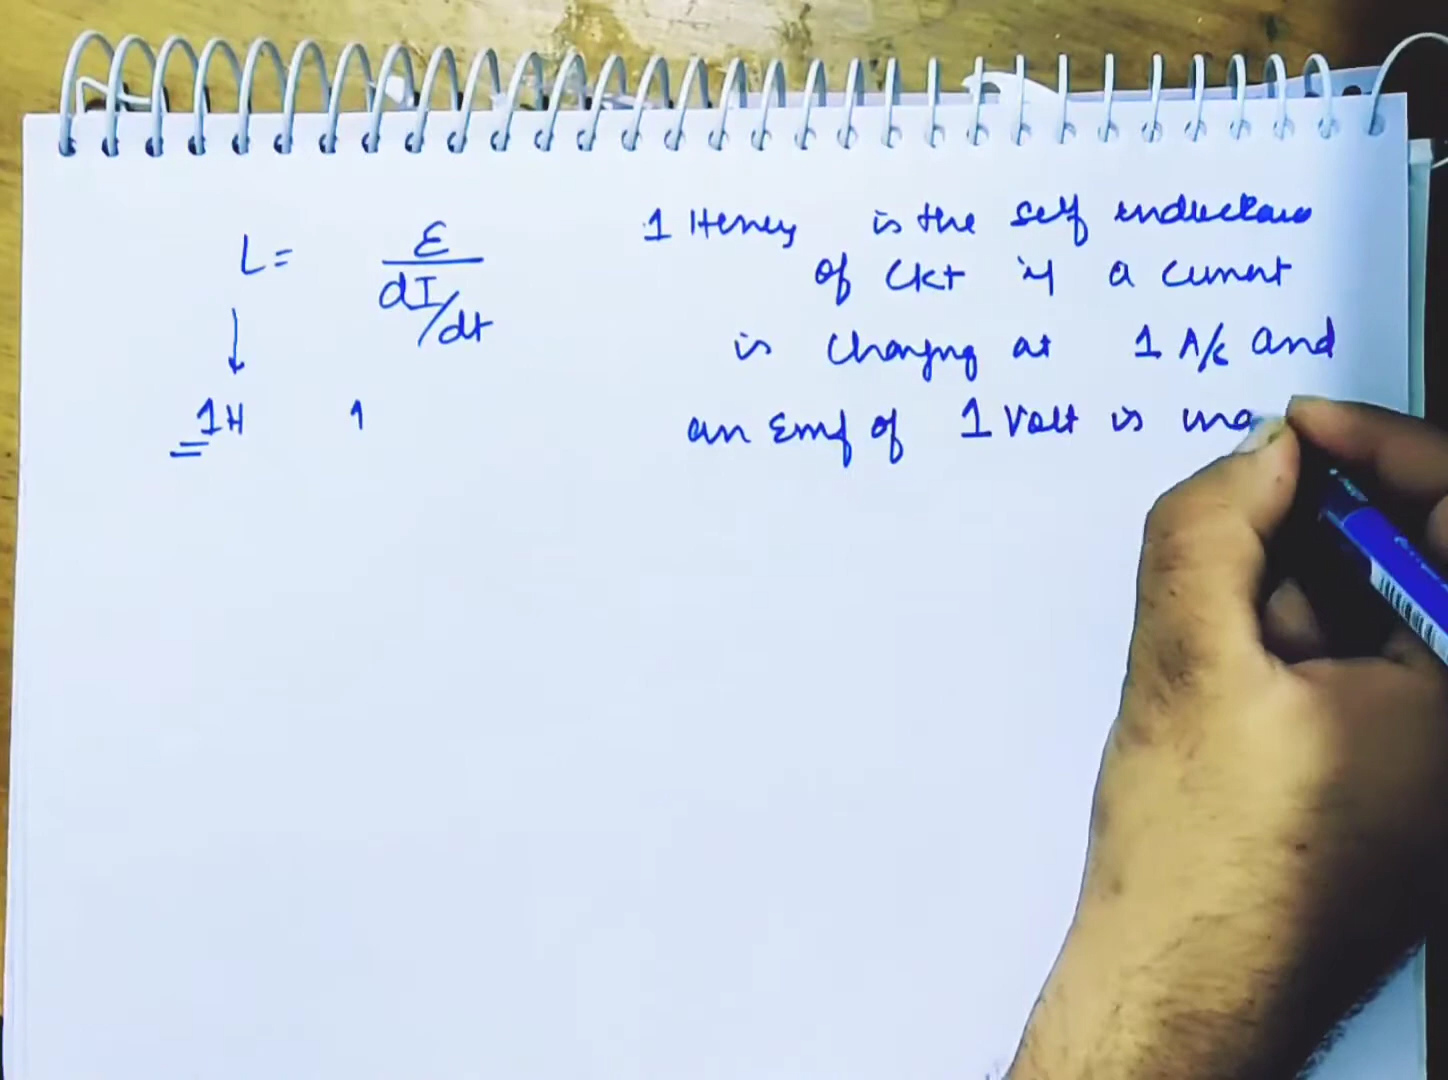 L = ε / dI/dt
1H 1
1 Henry is the self inductance
of Ckt if a current
is changing at 1 A/s and
an Emf of 1 Volt is